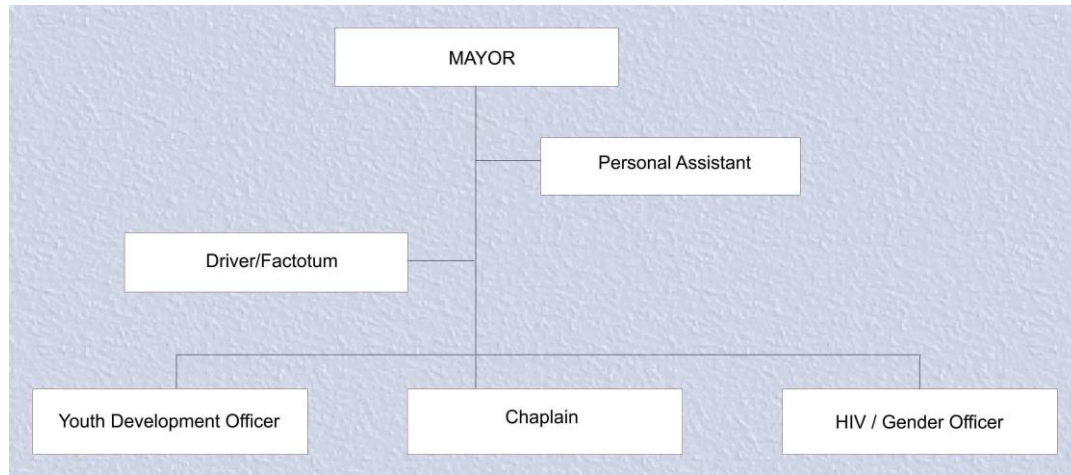 MAYOR
Personal Assistant
Driver/Factotum
Youth Development Officer
Chaplain
HIV / Gender Officer